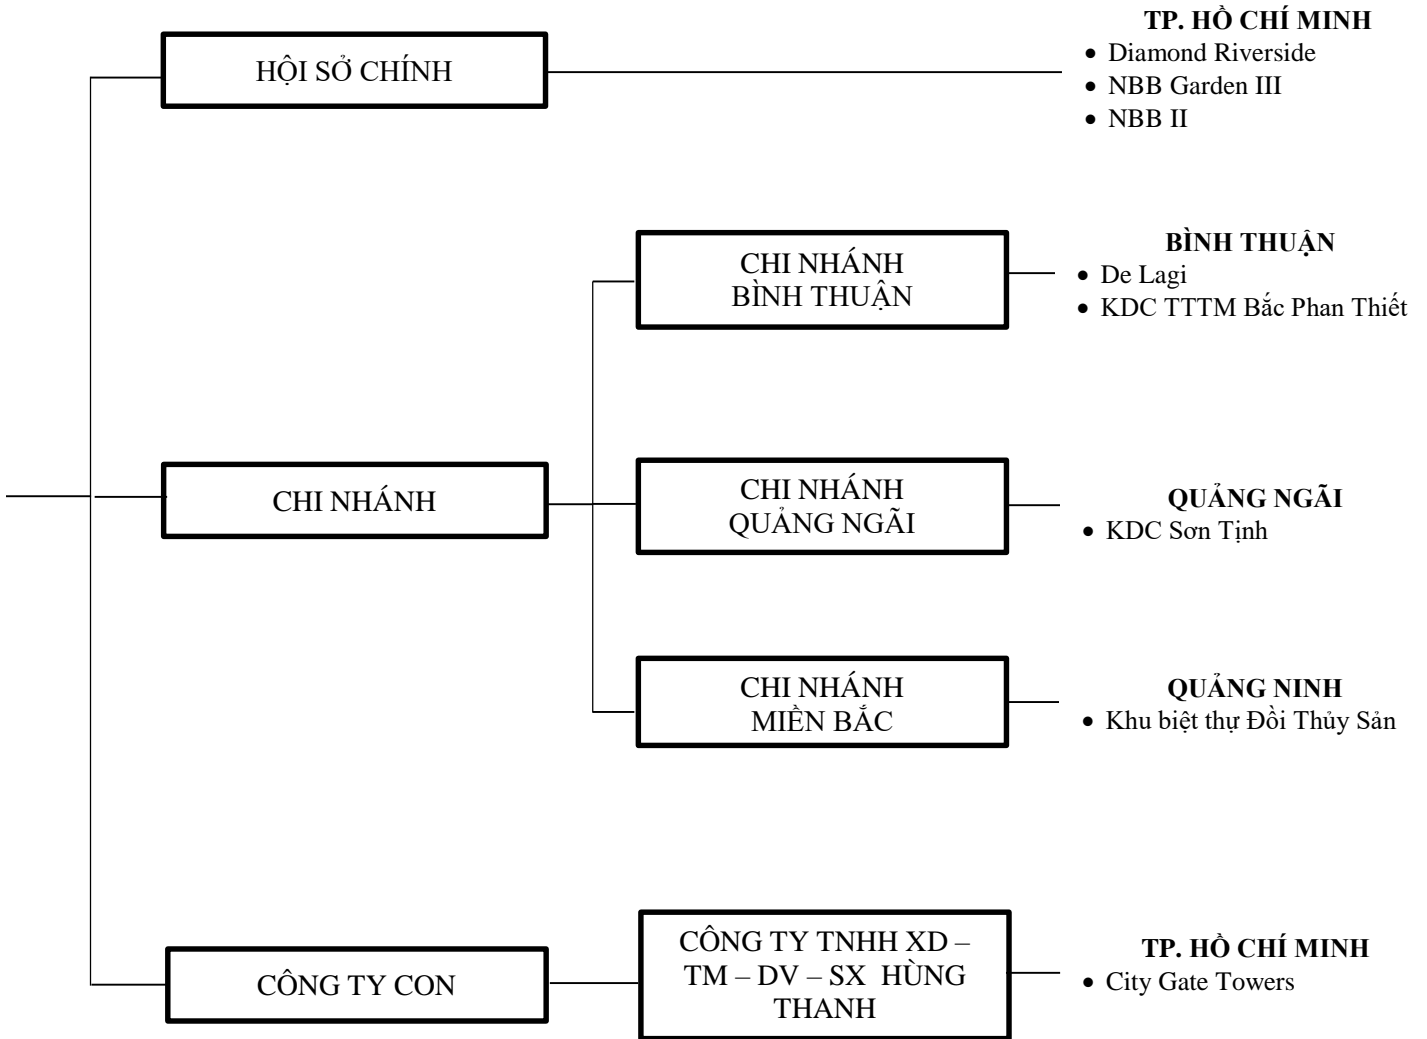 TP. HỒ CHÍ MINH
HỘI SỞ CHÍNH
• Diamond Riverside
• NBB Garden III
• NBB II
CHI NHÁNH
BÌNH THUẬN
BÌNH THUẬN
• De Lagi
• KDC TTTM Bắc Phan Thiết
CHI NHÁNH
CHI NHÁNH
QUẢNG NGÃI
QUẢNG NGÃI
• KDC Sơn Tịnh
CHI NHÁNH
MIỀN BẮC
QUẢNG NINH
• Khu biệt thự Đồi Thủy Sản
CÔNG TY CON
CÔNG TY TNHH XD –
TM – DV – SX HÙNG
THANH
TP. HỒ CHÍ MINH
• City Gate Towers